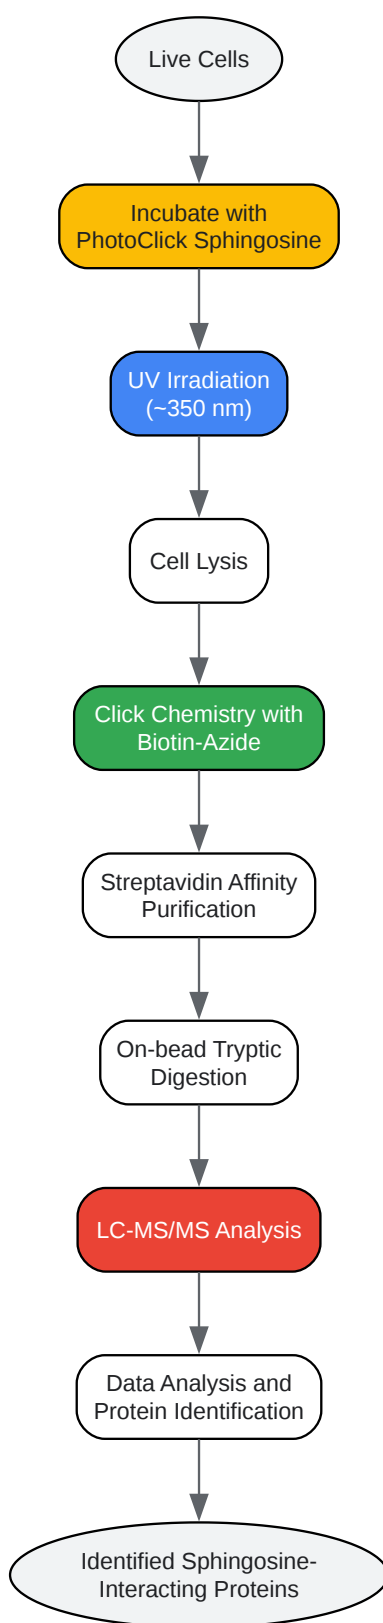 Live Cells
Incubate with
PhotoClick Sphingosine
UV Irradiation
(~350 nm)
Cell Lysis
Click Chemistry with
Biotin-Azide
Streptavidin Affinity
Purification
On-bead Tryptic
Digestion
LC-MS/MS Analysis
Data Analysis and
Protein Identification
Identified Sphingosine-
Interacting Proteins